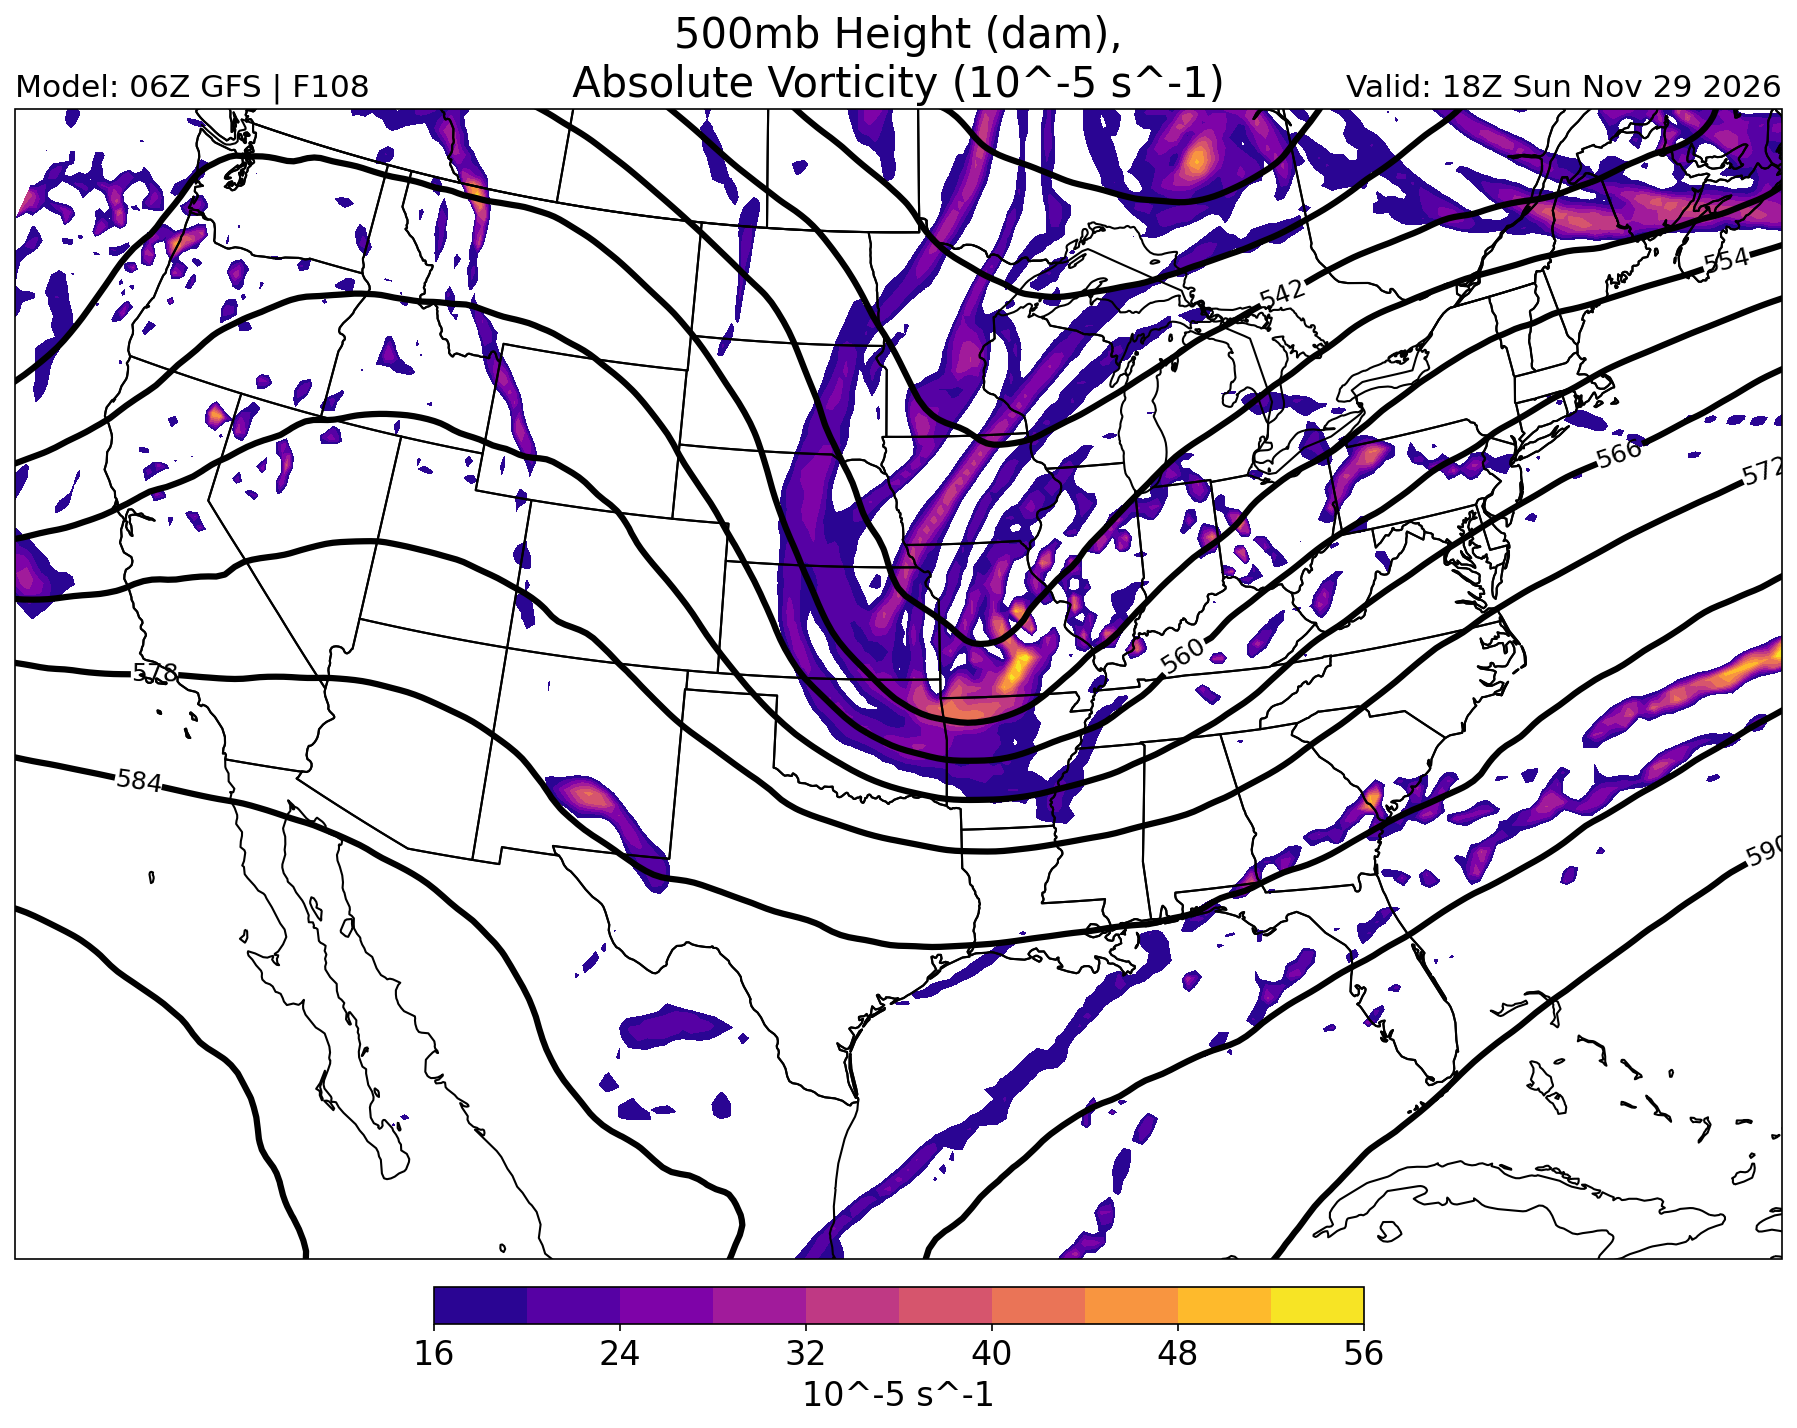 500mb Height (dam),
Absolute Vorticity (10^-5 s^-1)
Model: 06Z GFS | F108
Valid: 18Z Sun Nov 29 2026
542
554
566
572
560
578
584
590
16 24 32 40 48 56
10^-5 s^-1